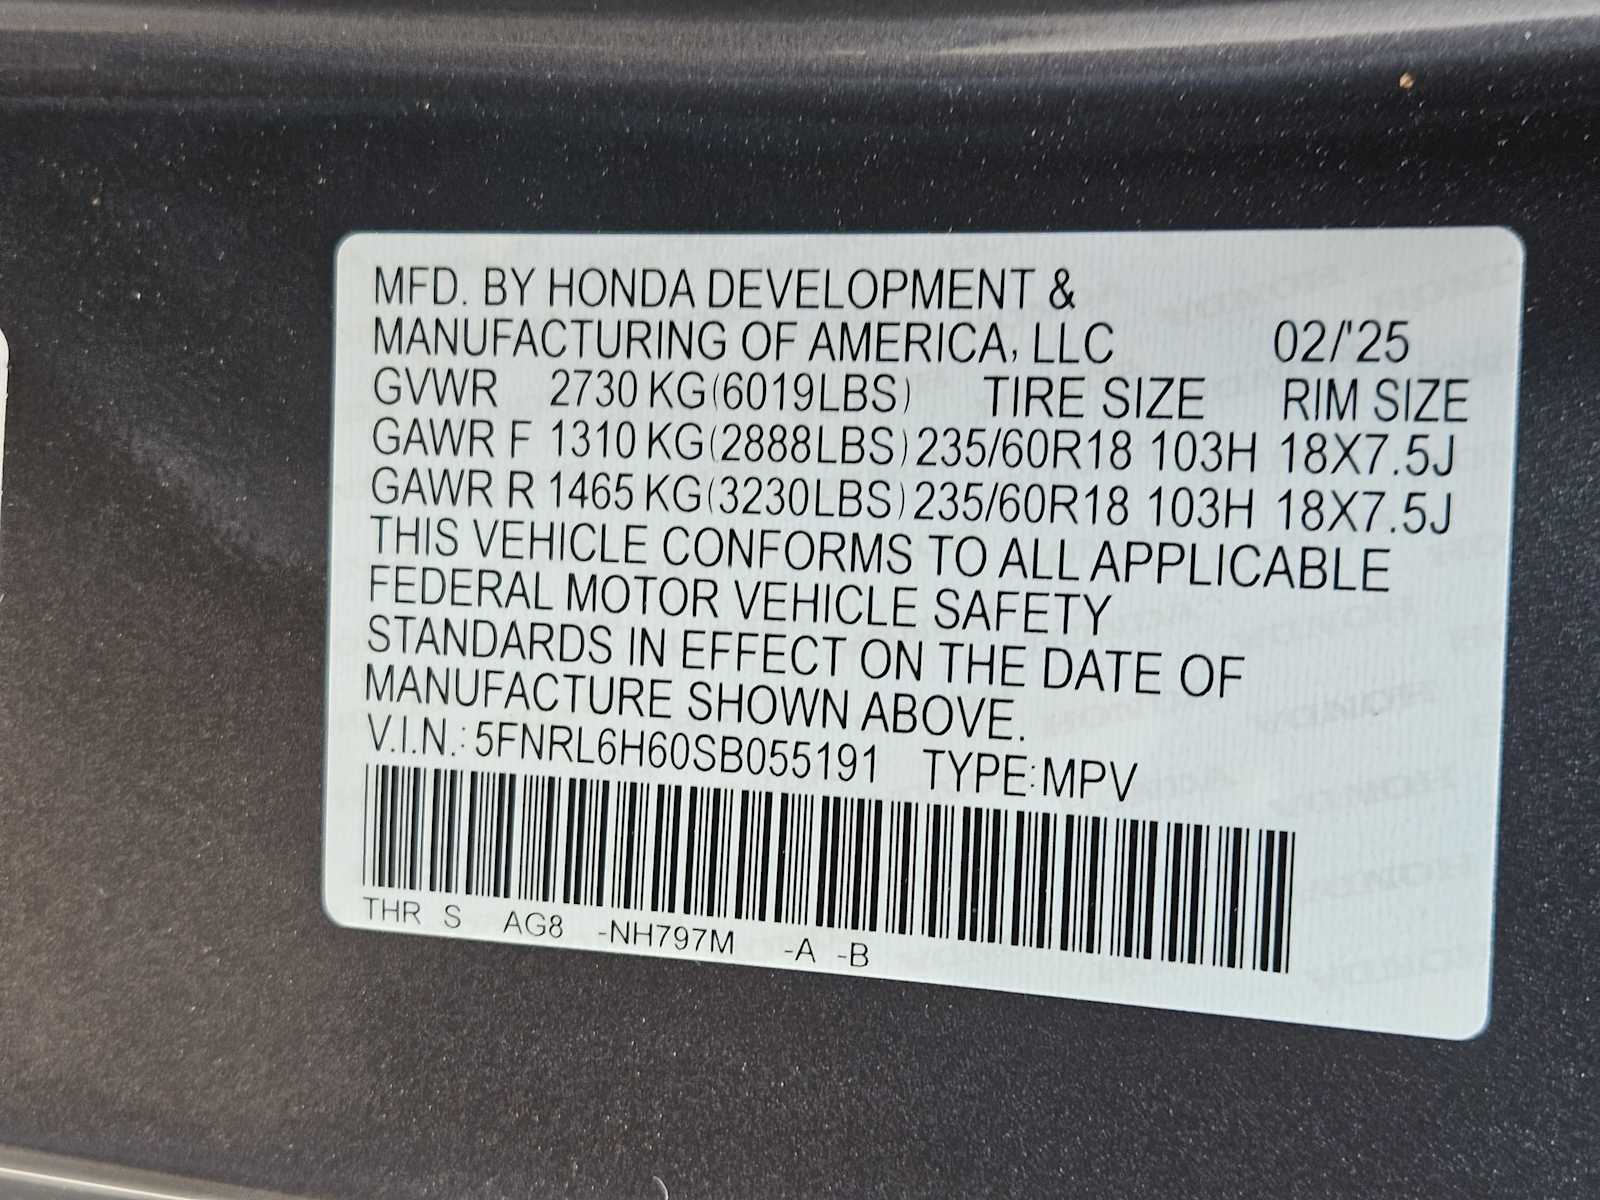 MFD. BY HONDA DEVELOPMENT &
MANUFACTURING OF AMERICA, LLC 02/'25
GVWR 2730 KG(6019LBS) TIRE SIZE RIM SIZE
GAWR F 1310 KG(2888LBS) 235/60R18 103H 18X7.5J
GAWR R 1465 KG(3230LBS) 235/60R18 103H 18X7.5J
THIS VEHICLE CONFORMS TO ALL APPLICABLE
FEDERAL MOTOR VEHICLE SAFETY
STANDARDS IN EFFECT ON THE DATE OF
MANUFACTURE SHOWN ABOVE.
V.I.N.: 5FNRL6H60SB055191 TYPE:MPV
THR S AG8 -NH797M -A -B